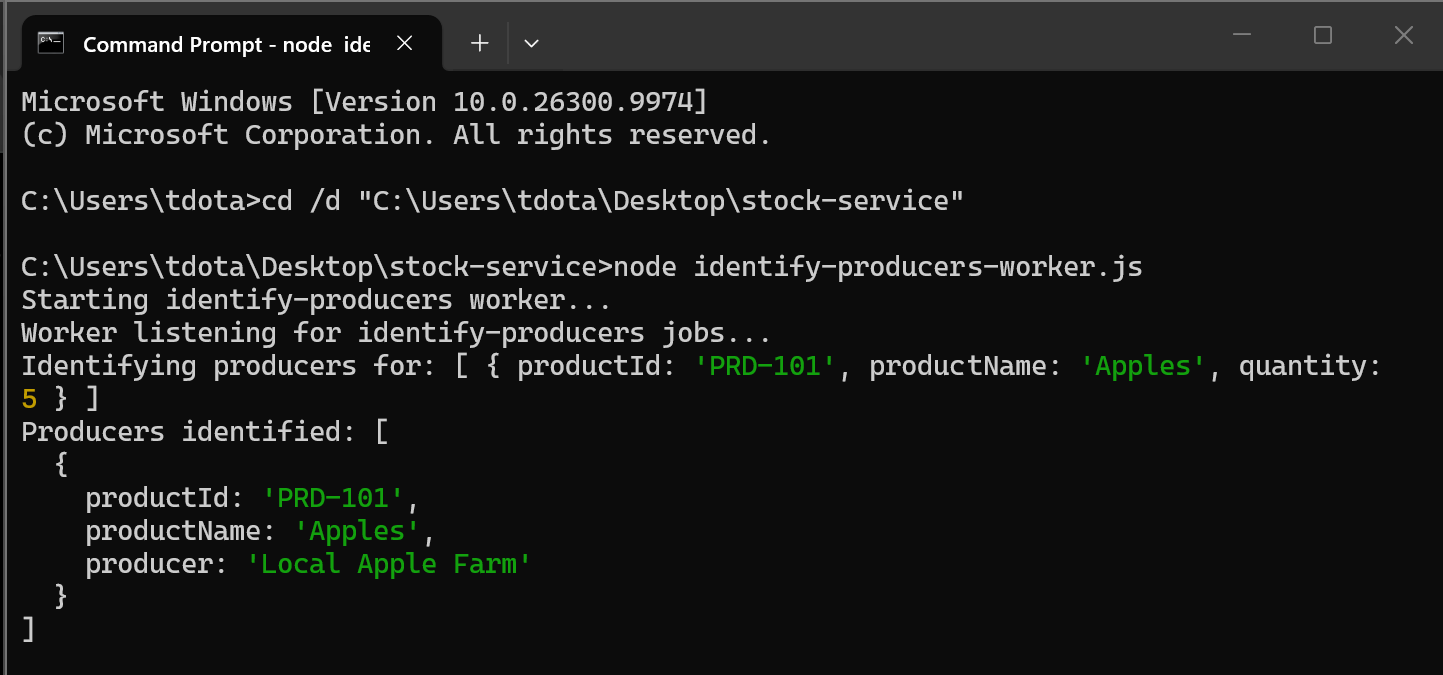 Command Prompt - node ide
Microsoft Windows [Version 10.0.26300.9974]
(c) Microsoft Corporation. All rights reserved.
C:\Users\tdota>cd /d "C:\Users\tdota\Desktop\stock-service"
C:\Users\tdota\Desktop\stock-service>node identify-producers-worker.js
Starting identify-producers worker...
Worker listening for identify-producers jobs...
Identifying producers for: [ { productId: 'PRD-101', productName: 'Apples', quantity:
5 } ]
Producers identified: [
  {
    productId: 'PRD-101',
    productName: 'Apples',
    producer: 'Local Apple Farm'
  }
]